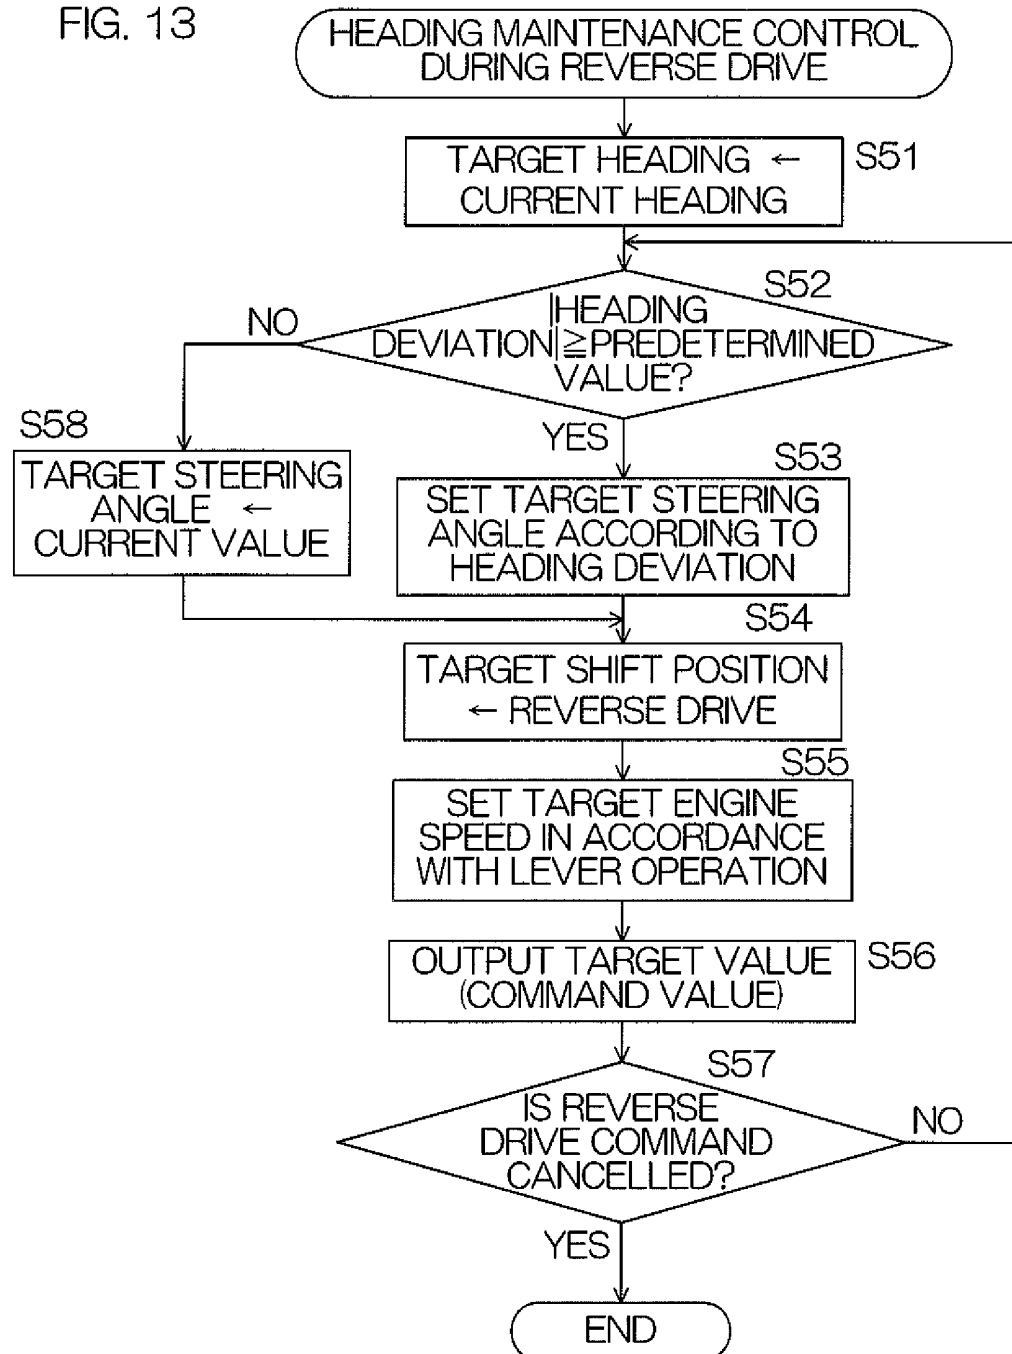 FIG. 13
HEADING MAINTENANCE CONTROL
DURING REVERSE DRIVE
TARGET HEADING ←
CURRENT HEADING
S51
S52
|HEADING
DEVIATION|≧PREDETERMINED
VALUE?
NO
YES
S58
TARGET STEERING
ANGLE ←
CURRENT VALUE
S53
SET TARGET STEERING
ANGLE ACCORDING TO
HEADING DEVIATION
S54
TARGET SHIFT POSITION
← REVERSE DRIVE
S55
SET TARGET ENGINE
SPEED IN ACCORDANCE
WITH LEVER OPERATION
OUTPUT TARGET VALUE
(COMMAND VALUE)
S56
S57
IS REVERSE
DRIVE COMMAND
CANCELLED?
NO
YES
END